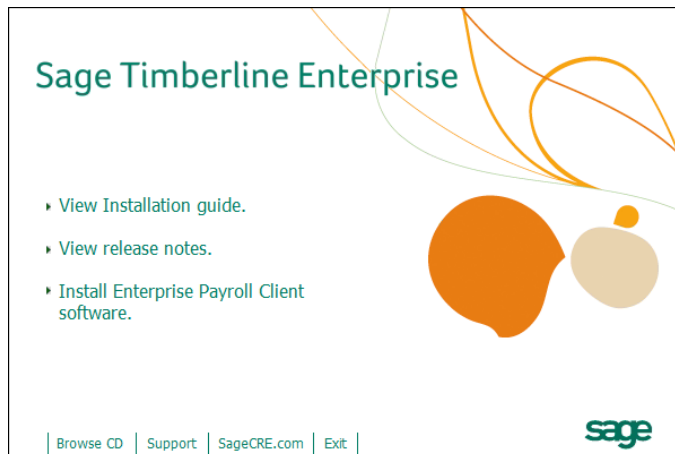 Sage Timberline Enterprise
View Installation guide.
View release notes.
Install Enterprise Payroll Client
software.
Browse CD | Support | SageCRE.com | Exit
sage